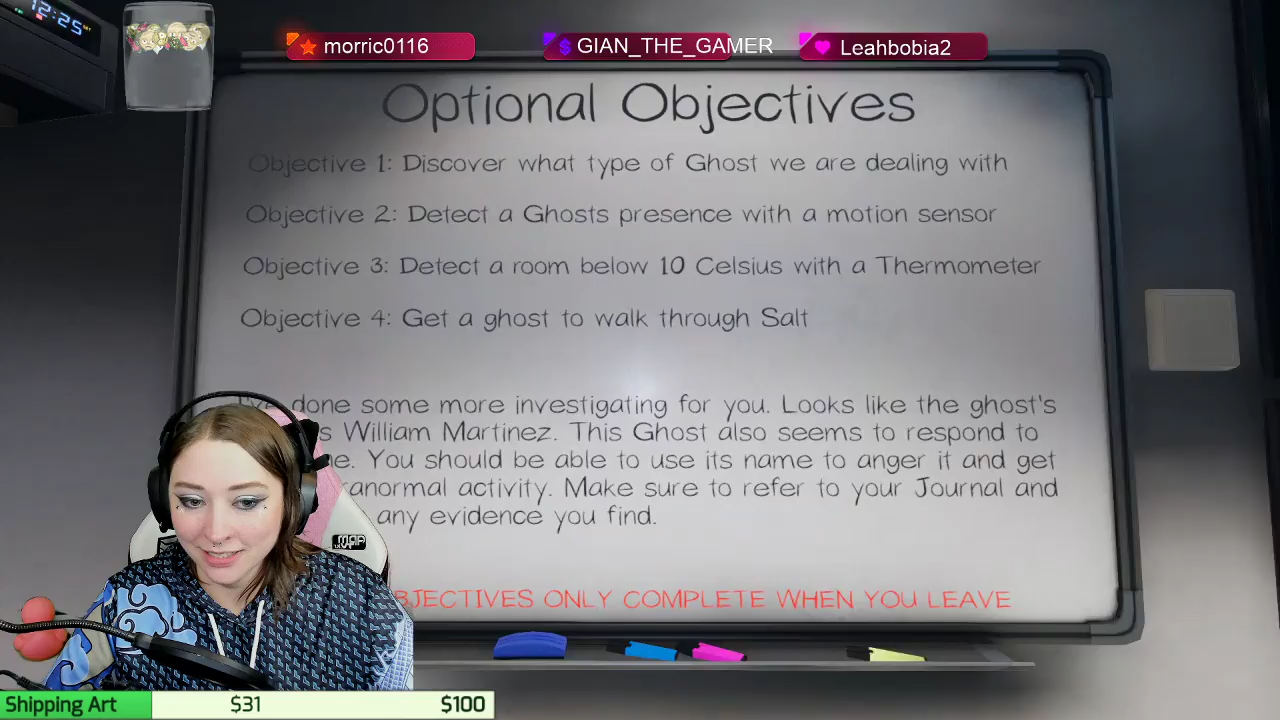 12:25
morric0116
GIAN_THE_GAMER
Leahbobia2
Optional Objectives
Objective 1: Discover what type of Ghost we are dealing with
Objective 2: Detect a Ghosts presence with a motion sensor
Objective 3: Detect a room below 10 Celsius with a Thermometer
Objective 4: Get a ghost to walk through Salt
done some more investigating for you. Looks like the ghost's
William Martinez. This Ghost also seems to respond to
You should be able to use its name to anger it and get
activity. Make sure to refer to your Journal and
any evidence you find.
ONLY COMPLETE WHEN YOU LEAVE
Shipping Art $31 $100